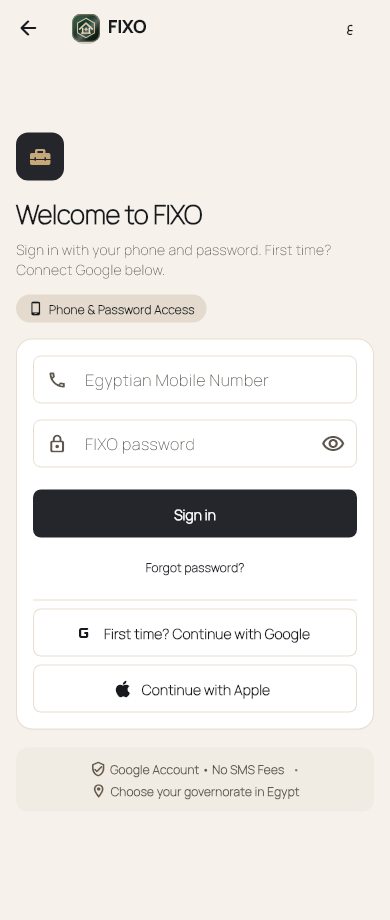 FIXO
ع
Welcome to FIXO
Sign in with your phone and password. First time?
Connect Google below.
Phone & Password Access
Egyptian Mobile Number
FIXO password
Sign in
Forgot password?
G First time? Continue with Google
Continue with Apple
Google Account • No SMS Fees •
Choose your governorate in Egypt